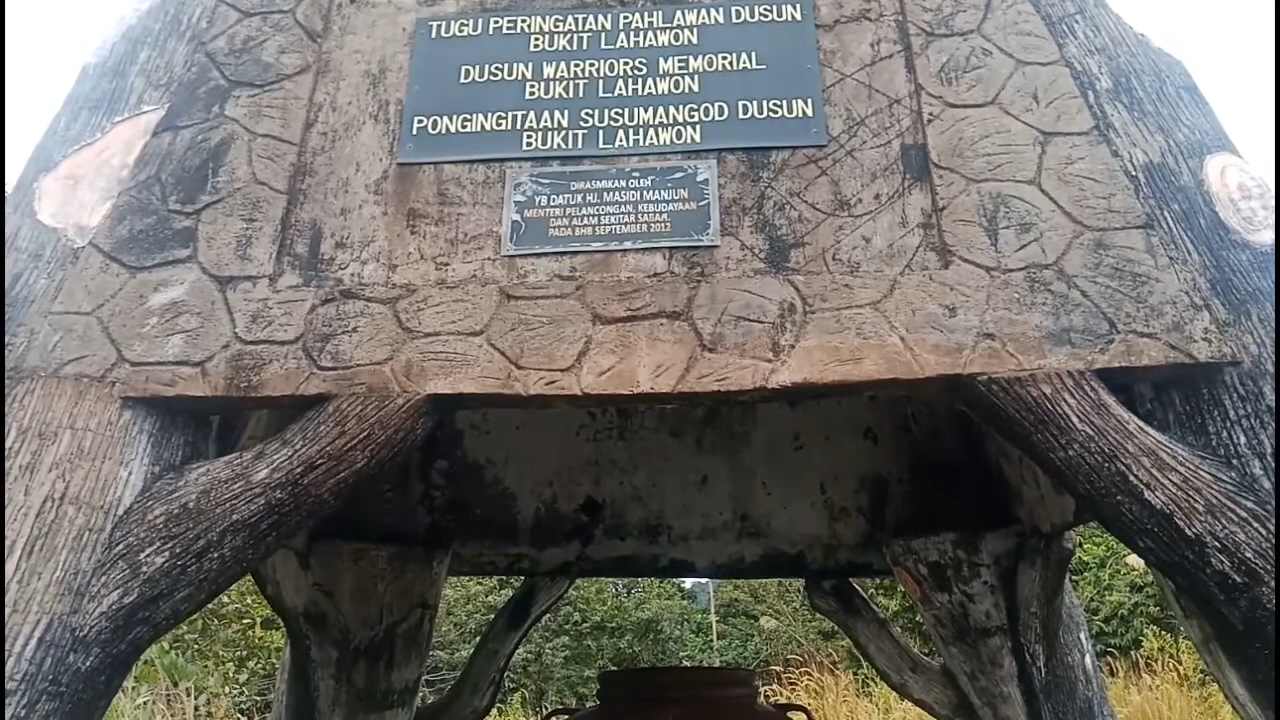 TUGU PERINGATAN PAHLAWAN DUSUN
BUKIT LAHAWON
DUSUN WARRIORS MEMORIAL
BUKIT LAHAWON
PONGINGITAAN SUSUMANGOD DUSUN
BUKIT LAHAWON
DIRASMIKAN OLEH
YB DATUK HJ. MASIDI MANJUN
MENTERI PELANCONGAN, KEBUDAYAAN
DAN ALAM SEKITAR SABAH.
PADA 8HB SEPTEMBER 2012